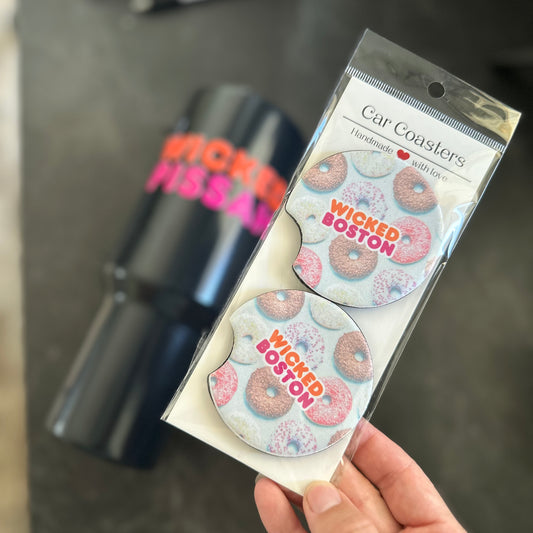 Car Coasters
Handmade with love
WICKED
BOSTON
WICKED
BOSTON
WICKED
PISSAH